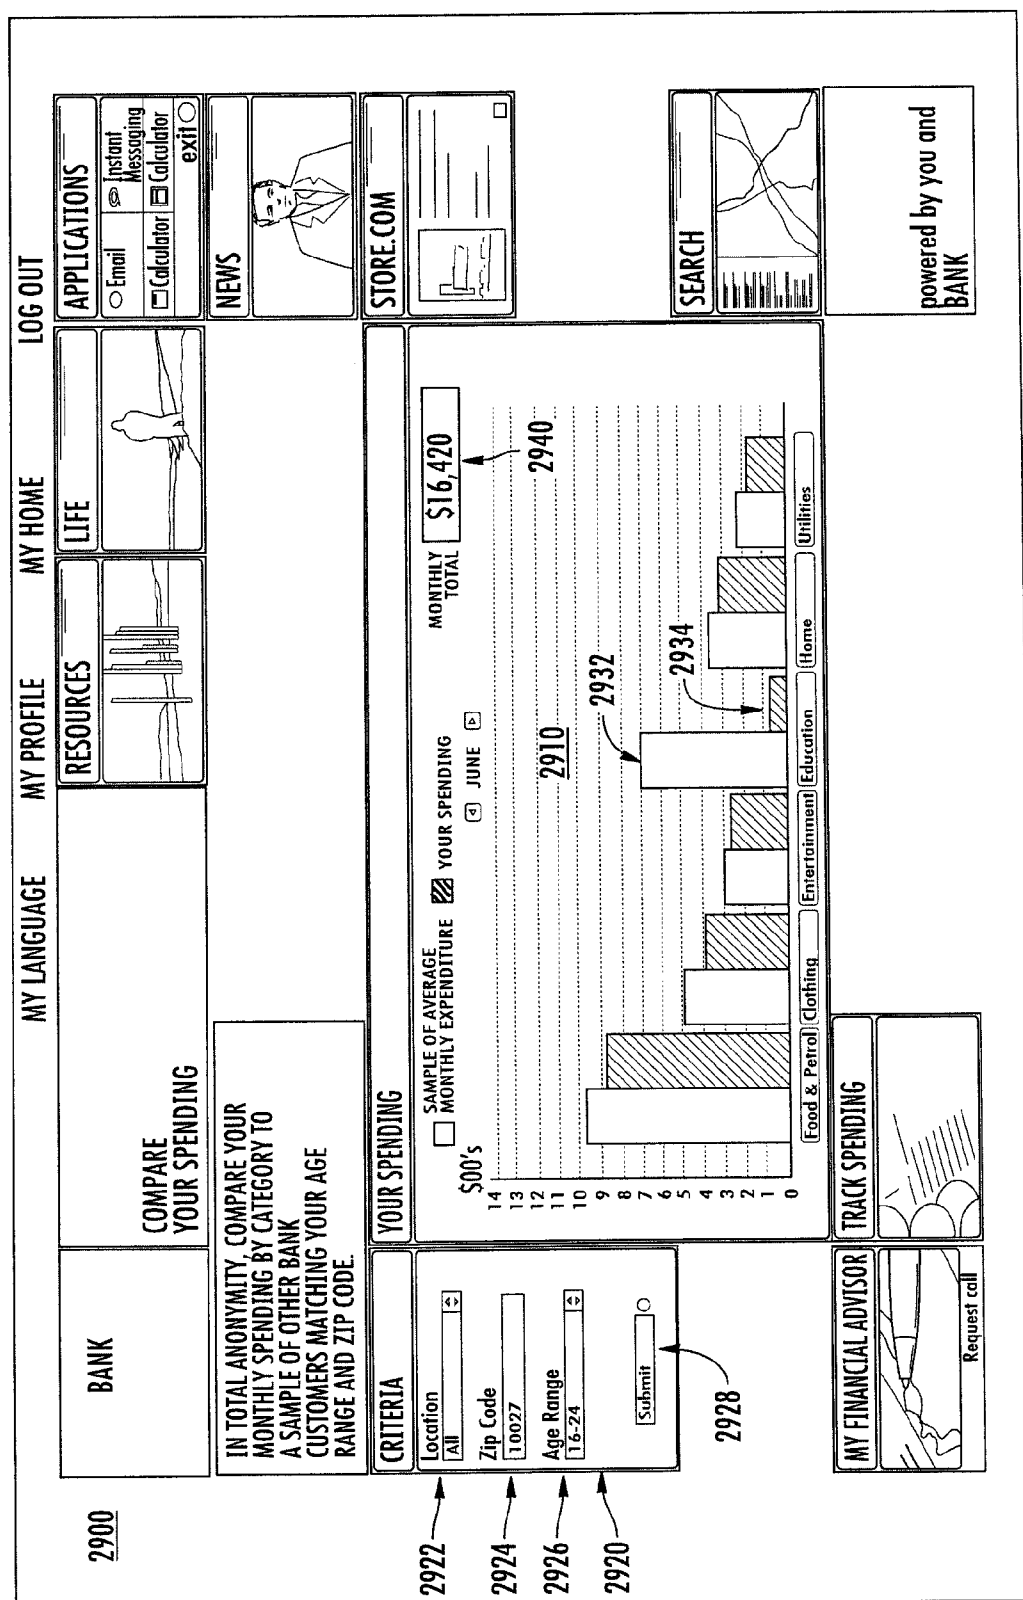 2900
MY LANGUAGE MY PROFILE MY HOME LOG OUT
BANK
COMPARE
YOUR SPENDING
RESOURCES
LIFE
APPLICATIONS
Email
Instant
Messaging
Calculator
Calculator
exit
IN TOTAL ANONYMITY, COMPARE YOUR
MONTHLY SPENDING BY CATEGORY TO
A SAMPLE OF OTHER BANK
CUSTOMERS MATCHING YOUR AGE
RANGE AND ZIP CODE.
NEWS
CRITERIA
Location
All
Zip Code
10027
Age Range
16-24
Submit
2922
2924
2926
2920
2928
YOUR SPENDING
SAMPLE OF AVERAGE
MONTHLY EXPENDITURE
YOUR SPENDING
MONTHLY
TOTAL
$16,420
JUNE
$00's
14
13
12
11
10
9
8
7
6
5
4
3
2
1
0
2910
2932
2934
2940
Food & Petrol
Clothing
Entertainment
Education
Home
Utilities
STORE.COM
SEARCH
MY FINANCIAL ADVISOR
Request call
TRACK SPENDING
powered by you and
BANK